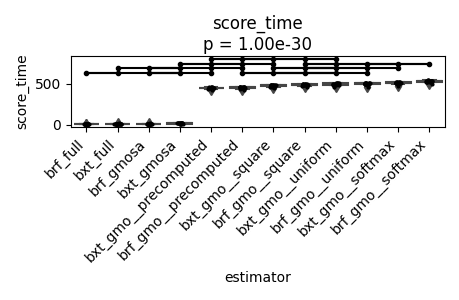 score_time
p = 1.00e-30
score_time
500
0
brf_full
bxt_full
brf_gmosa
bxt_gmosa
bxt_gmo__precomputed
brf_gmo__precomputed
bxt_gmo__square
brf_gmo__square
bxt_gmo__uniform
brf_gmo__uniform
bxt_gmo__softmax
brf_gmo__softmax
estimator